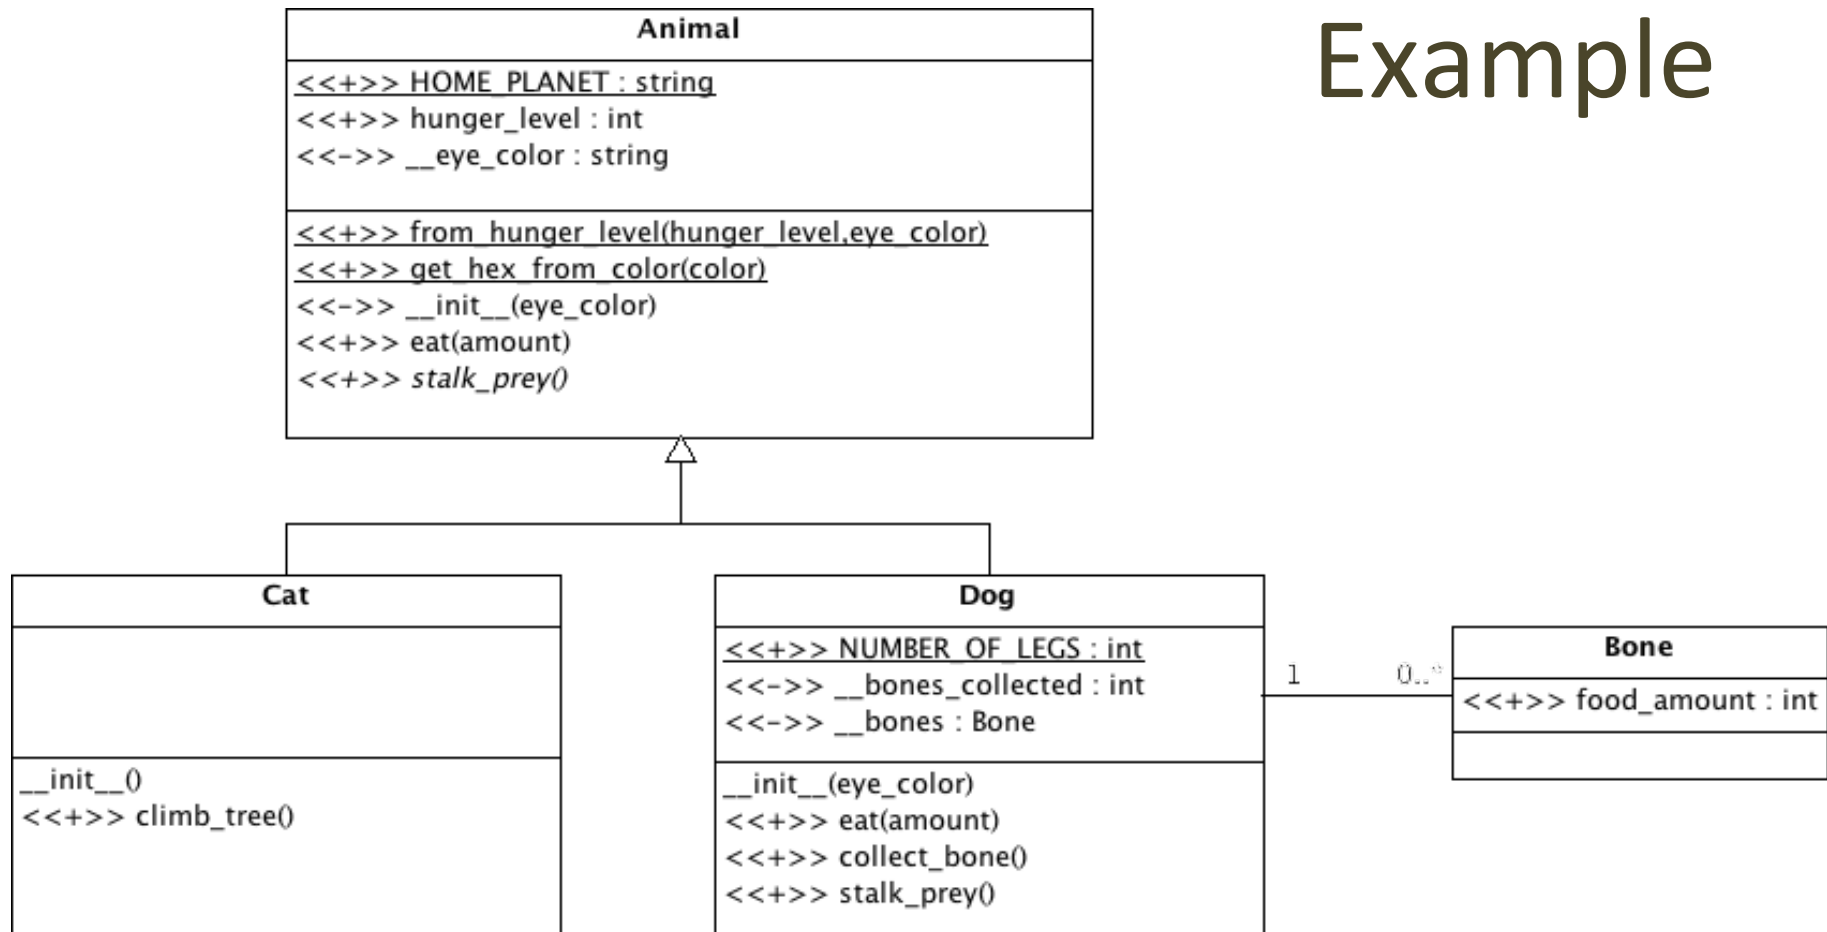 Example
Animal
<<+>> HOME_PLANET : string
<<+>> hunger_level : int
<<->> __eye_color : string
<<+>> from_hunger_level(hunger_level,eye_color)
<<+>> get_hex_from_color(color)
<<->> __init__(eye_color)
<<+>> eat(amount)
<<+>> stalk_prey()
Cat
__init__()
<<+>> climb_tree()
Dog
<<+>> NUMBER_OF_LEGS : int
<<->> __bones_collected : int
<<->> __bones : Bone
__init__(eye_color)
<<+>> eat(amount)
<<+>> collect_bone()
<<+>> stalk_prey()
1
0..*
Bone
<<+>> food_amount : int